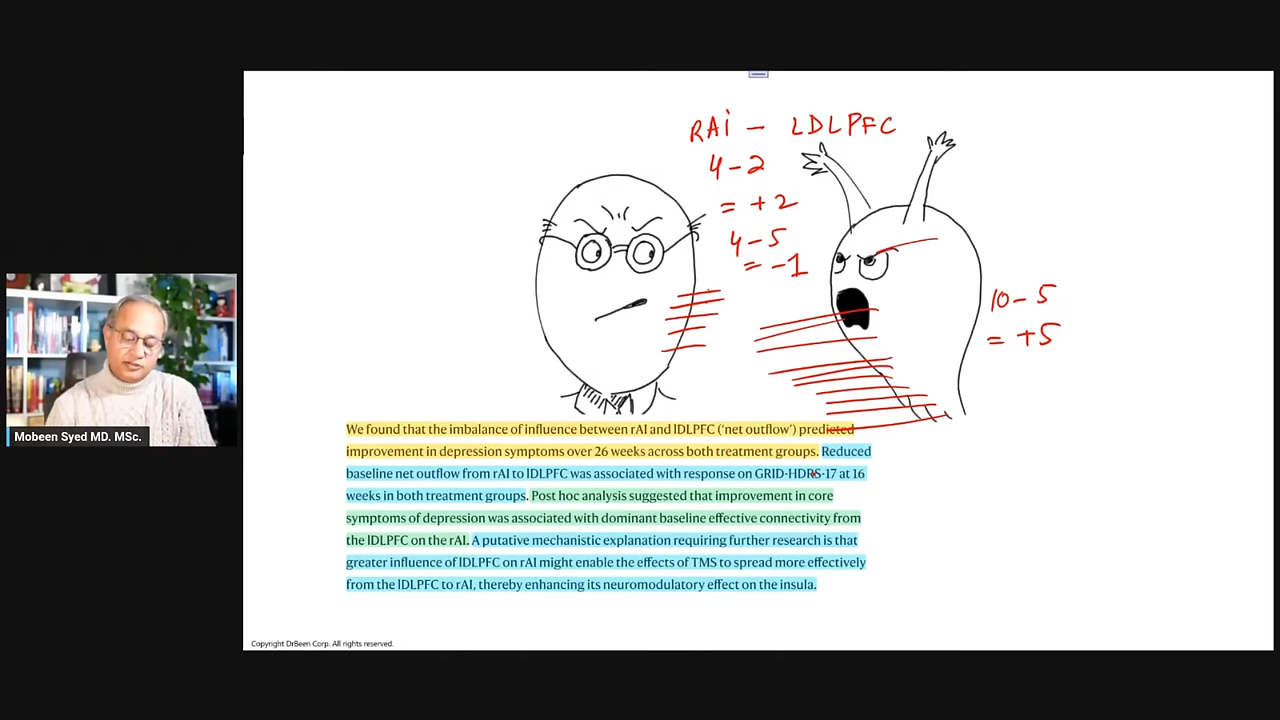 RAi - LDLPFC
4-2
= +2
4-5
= -1
10-5
= +5
Mobeen Syed MD. MSc.
We found that the imbalance of influence between rAI and lDLPFC (‘net outflow’) predicted
improvement in depression symptoms over 26 weeks across both treatment groups. Reduced
baseline net outflow from rAI to lDLPFC was associated with response on GRID-HDRS-17 at 16
weeks in both treatment groups. Post hoc analysis suggested that improvement in core
symptoms of depression was associated with dominant baseline effective connectivity from
the lDLPFC on the rAI. A putative mechanistic explanation requiring further research is that
greater influence of lDLPFC on rAI might enable the effects of TMS to spread more effectively
from the lDLPFC to rAI, thereby enhancing its neuromodulatory effect on the insula.
Copyright DrBeen Corp. All rights reserved.